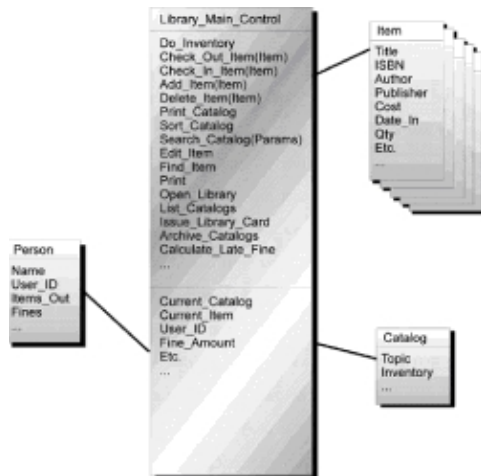 Library_Main_Control
Do_Inventory
Check_Out_Item(Item)
Check_In_Item(Item)
Add_Item(Item)
Delete_Item(Item)
Print_Catalog
Sort_Catalog
Search_Catalog(Params)
Edit_Item
Find_Item
Print
Open_Library
List_Catalogs
Issue_Library_Card
Archive_Catalogs
Calculate_Late_Fine
...
Current_Catalog
Current_Item
User_ID
Fine_Amount
Etc.
...
Item
Title
ISBN
Author
Publisher
Cost
Date_In
Qty
Etc.
...
Person
Name
User_ID
Items_Out
Fines
...
Catalog
Topic
Inventory
...